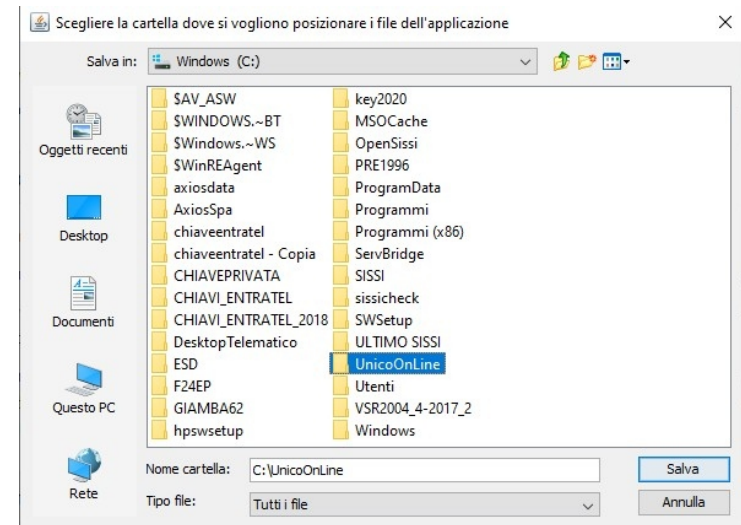 Scegliere la cartella dove si vogliono posizionare i file dell'applicazione
Salva in:
Windows (C:)
Oggetti recenti
Desktop
Documenti
Questo PC
Rete
$AV_ASW
$WINDOWS.~BT
$Windows.~WS
$WinREAgent
axiosdata
AxiosSpa
chiaveentratel
chiaveentratel - Copia
CHIAVEPRIVATA
CHIAVI_ENTRATEL
CHIAVI_ENTRATEL_2018
DesktopTelematico
ESD
F24EP
GIAMBA62
hpswsetup
key2020
MSOCache
OpenSissi
PRE1996
ProgramData
Programmi
Programmi (x86)
ServBridge
SISSI
sissicheck
SWSetup
ULTIMO SISSI
UnicoOnLine
Utenti
VSR2004_4-2017_2
Windows
Nome cartella:
C:\UnicoOnLine
Salva
Tipo file:
Tutti i file
Annulla